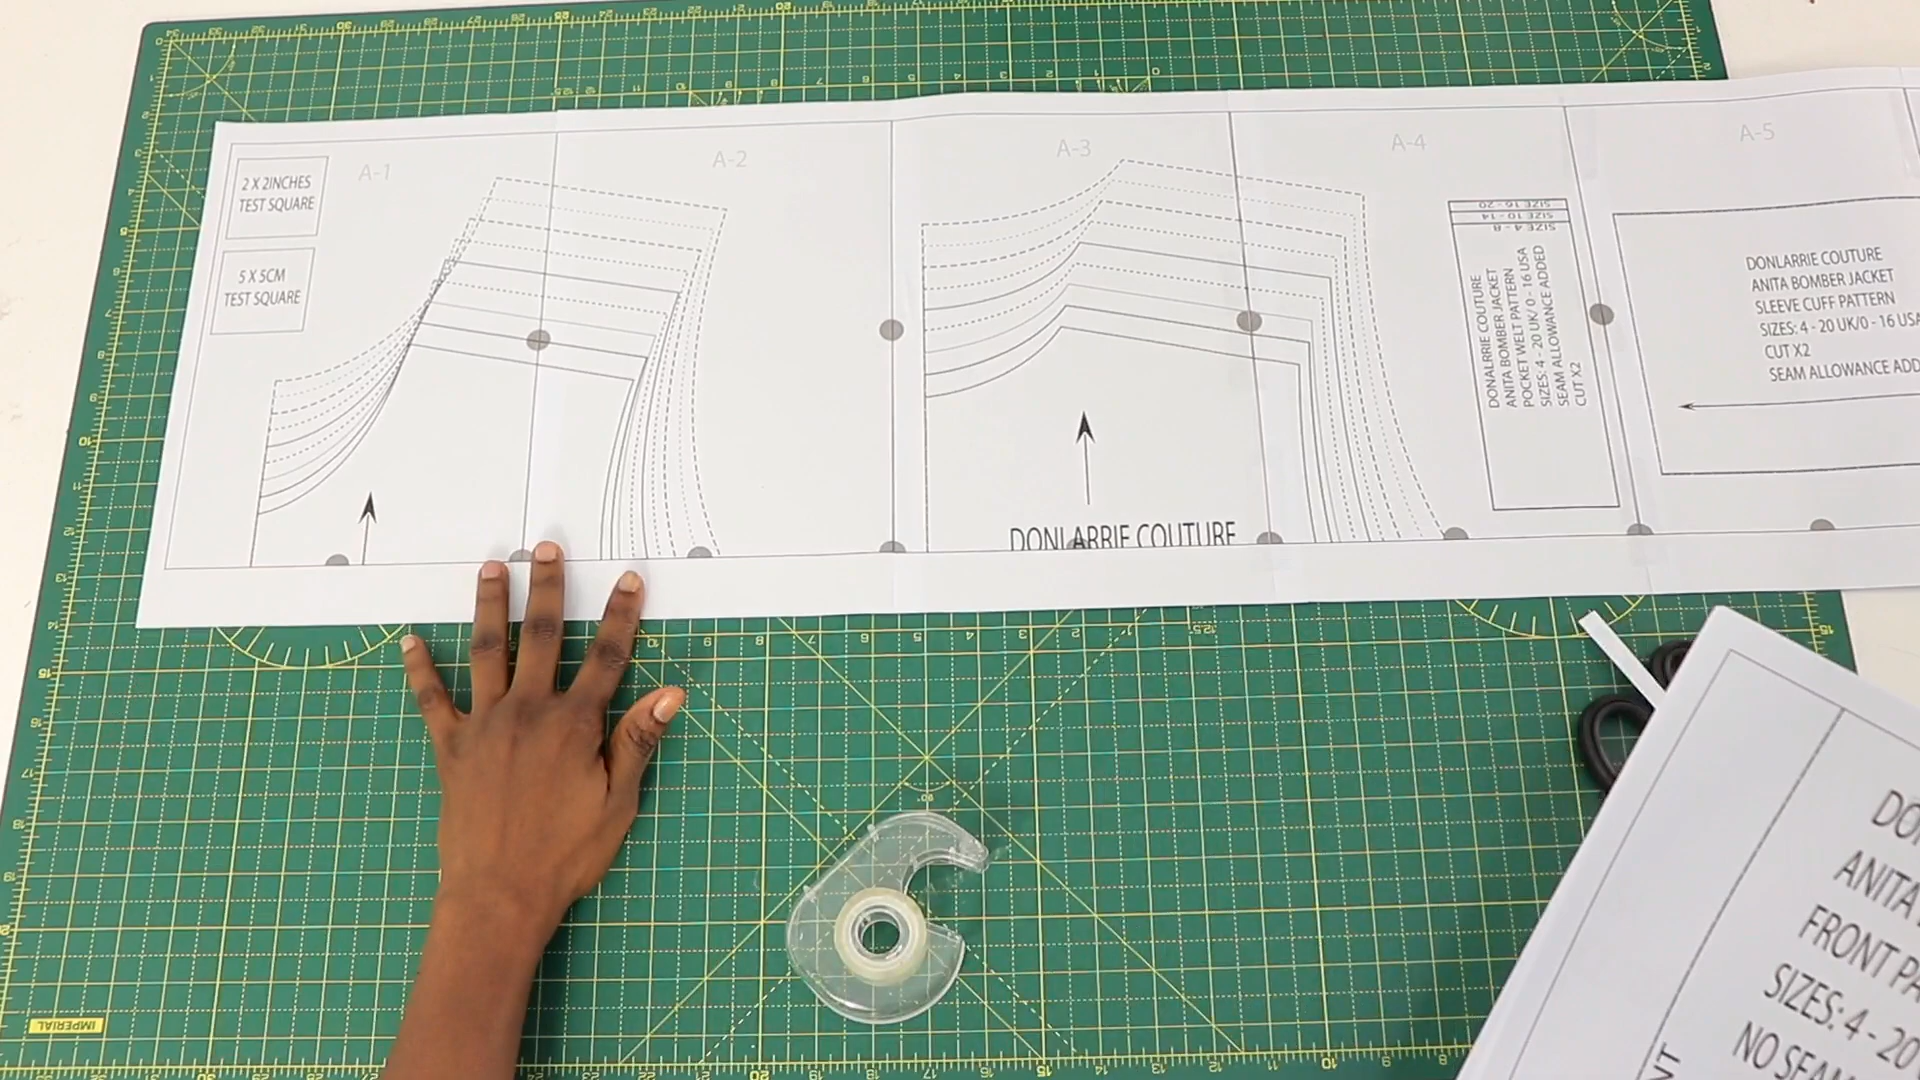 A-1
A-2
A-3
A-4
A-5
2 X 2INCHES
TEST SQUARE
5 X 5CM
TEST SQUARE
DONLARRIE COUTURE
SIZE 16 - 20
SIZE 10 - 14
SIZE 4 - 8
DONALRRIE COUTURE
ANITA BOMBER JACKET
POCKET WELT PATTERN
SIZES: 4 - 20 UK/ 0 - 16 USA
SEAM ALLOWANCE ADDED
CUT X2
DONLARRIE COUTURE
ANITA BOMBER JACKET
SLEEVE CUFF PATTERN
SIZES: 4 - 20 UK/0 - 16 USA
CUT X2
SEAM ALLOWANCE ADD
ANITA
FRONT PA
SIZES: 4 - 20
NO SEAM
IMPERIAL